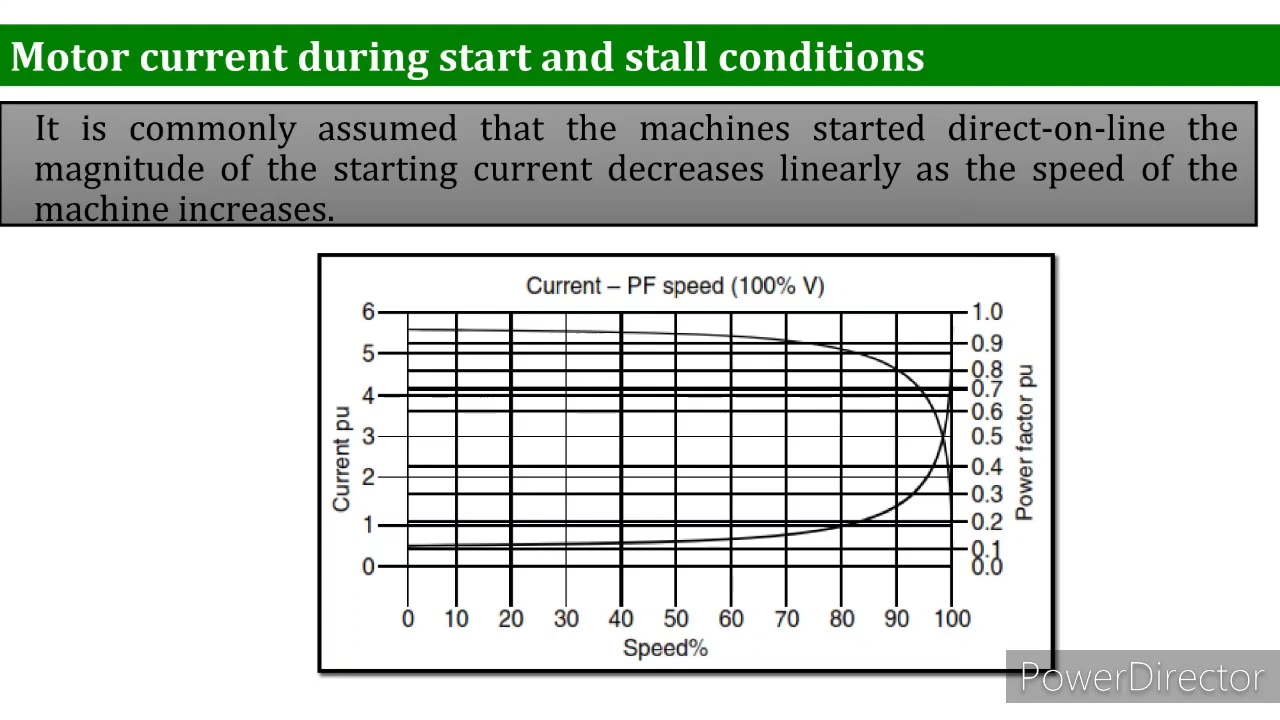 Motor current during start and stall conditions
It is commonly assumed that the machines started direct-on-line the
magnitude of the starting current decreases linearly as the speed of the
machine increases.
Current – PF speed (100% V)
6
5
4
3
2
1
0
Current pu
1.0
0.9
0.8
0.7
0.6
0.5
0.4
0.3
0.2
0.1
0.0
Power factor pu
0 10 20 30 40 50 60 70 80 90 100
Speed%
PowerDirector